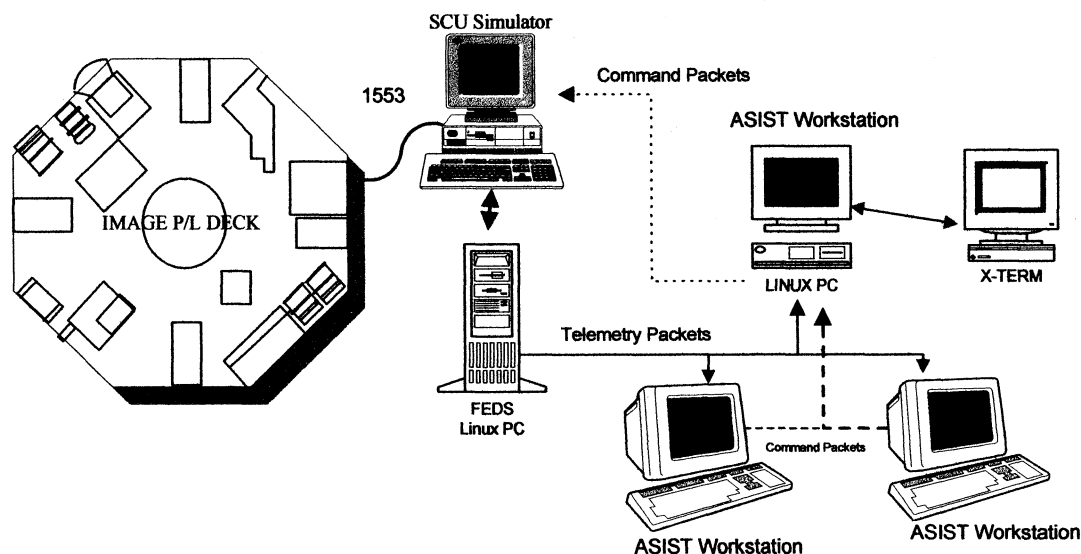 SCU Simulator
1553
Command Packets
ASIST Workstation
IMAGE P/L DECK
LINUX PC
X-TERM
Telemetry Packets
FEDS
Linux PC
Command Packets
ASIST Workstation
ASIST Workstation